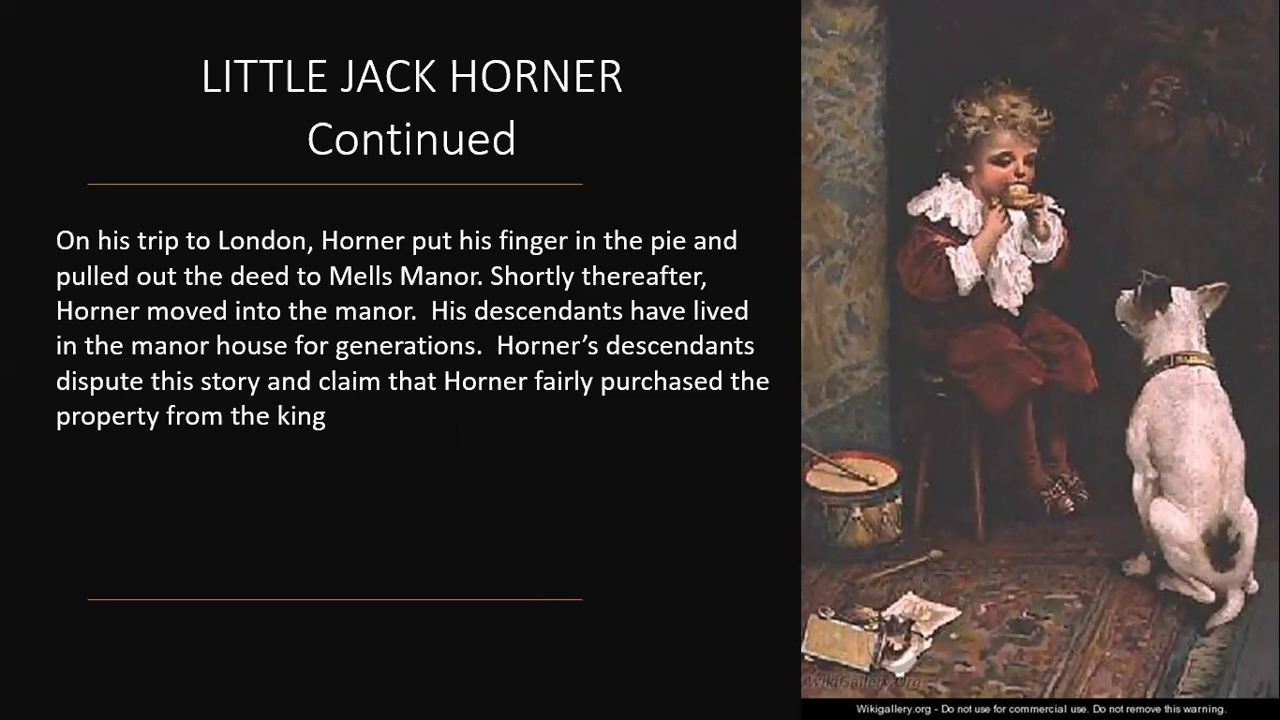 LITTLE JACK HORNER
Continued
On his trip to London, Horner put his finger in the pie and
pulled out the deed to Mells Manor. Shortly thereafter,
Horner moved into the manor.  His descendants have lived
in the manor house for generations.  Horner’s descendants
dispute this story and claim that Horner fairly purchased the
property from the king
WikiGallery.Org
Wikigallery.org - Do not use for commercial use. Do not remove this warning.